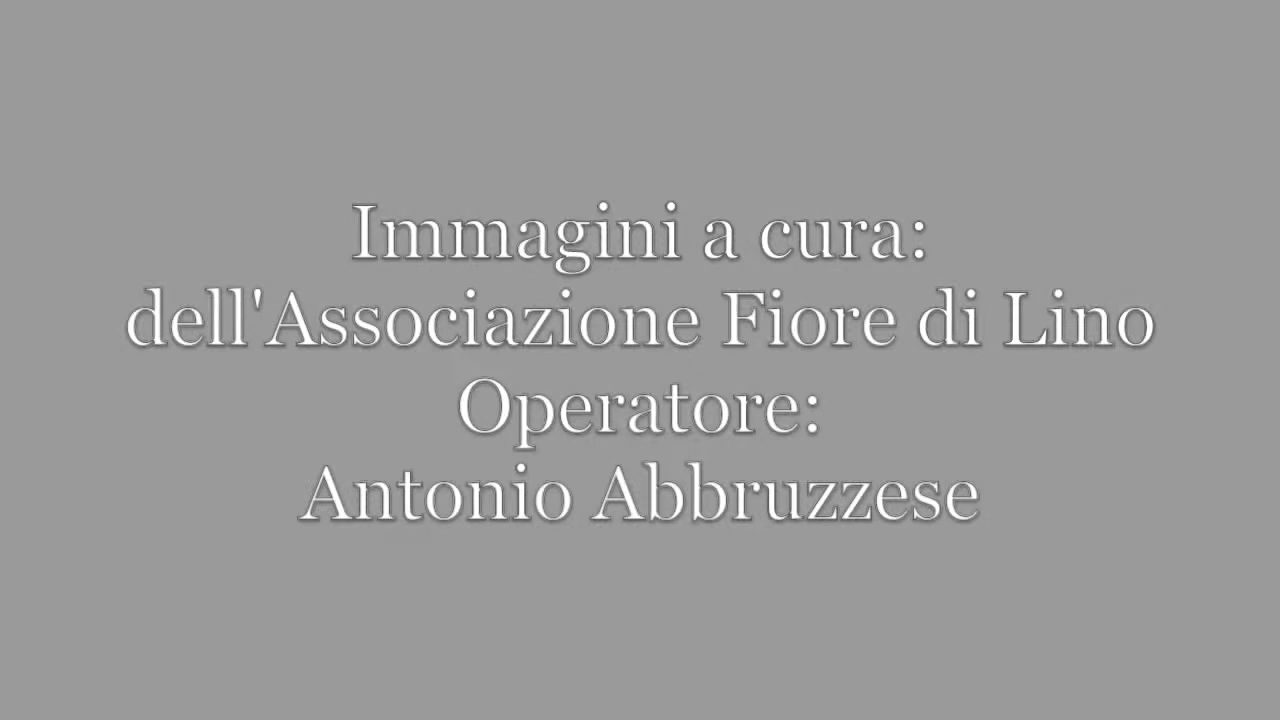 Immagini a cura:
dell'Associazione Fiore di Lino
Operatore:
Antonio Abbruzzese